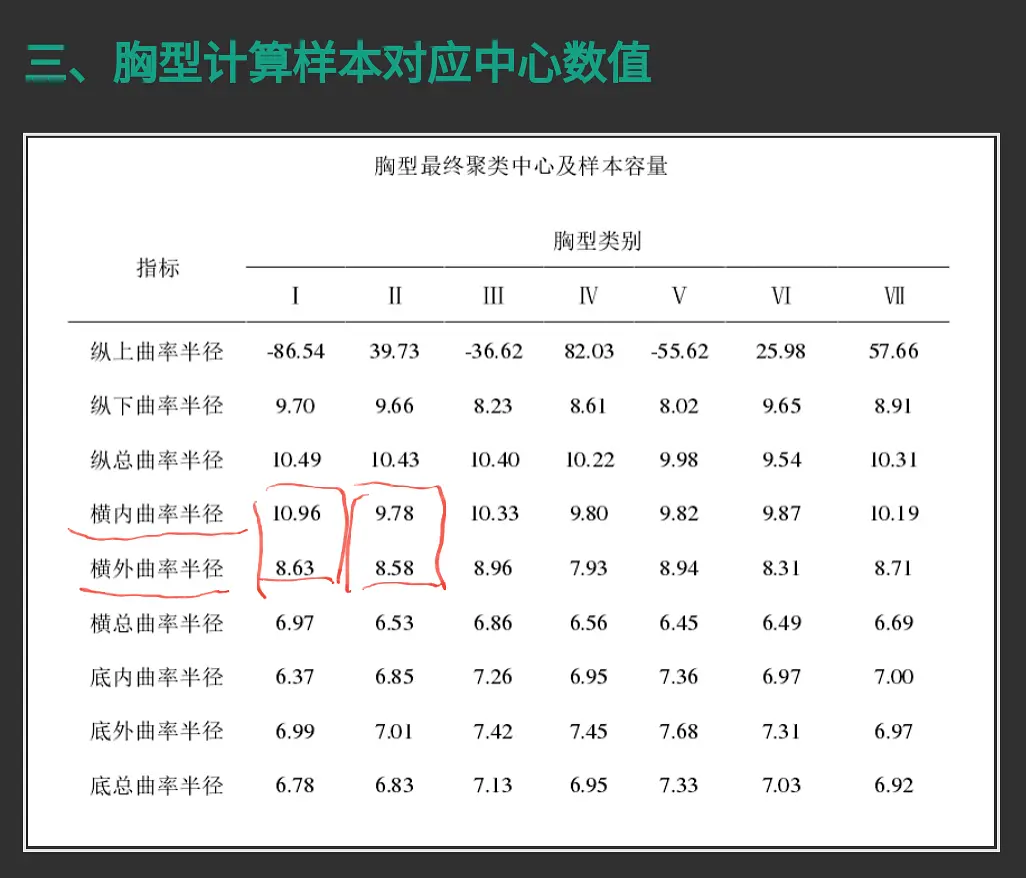 三、胸型计算样本对应中心数值
胸型最终聚类中心及样本容量
胸型类别
指标
I II III IV V VI VII
纵上曲率半径 -86.54 39.73 -36.62 82.03 -55.62 25.98 57.66
纵下曲率半径 9.70 9.66 8.23 8.61 8.02 9.65 8.91
纵总曲率半径 10.49 10.43 10.40 10.22 9.98 9.54 10.31
横内曲率半径 10.96 9.78 10.33 9.80 9.82 9.87 10.19
横外曲率半径 8.63 8.58 8.96 7.93 8.94 8.31 8.71
横总曲率半径 6.97 6.53 6.86 6.56 6.45 6.49 6.69
底内曲率半径 6.37 6.85 7.26 6.95 7.36 6.97 7.00
底外曲率半径 6.99 7.01 7.42 7.45 7.68 7.31 6.97
底总曲率半径 6.78 6.83 7.13 6.95 7.33 7.03 6.92